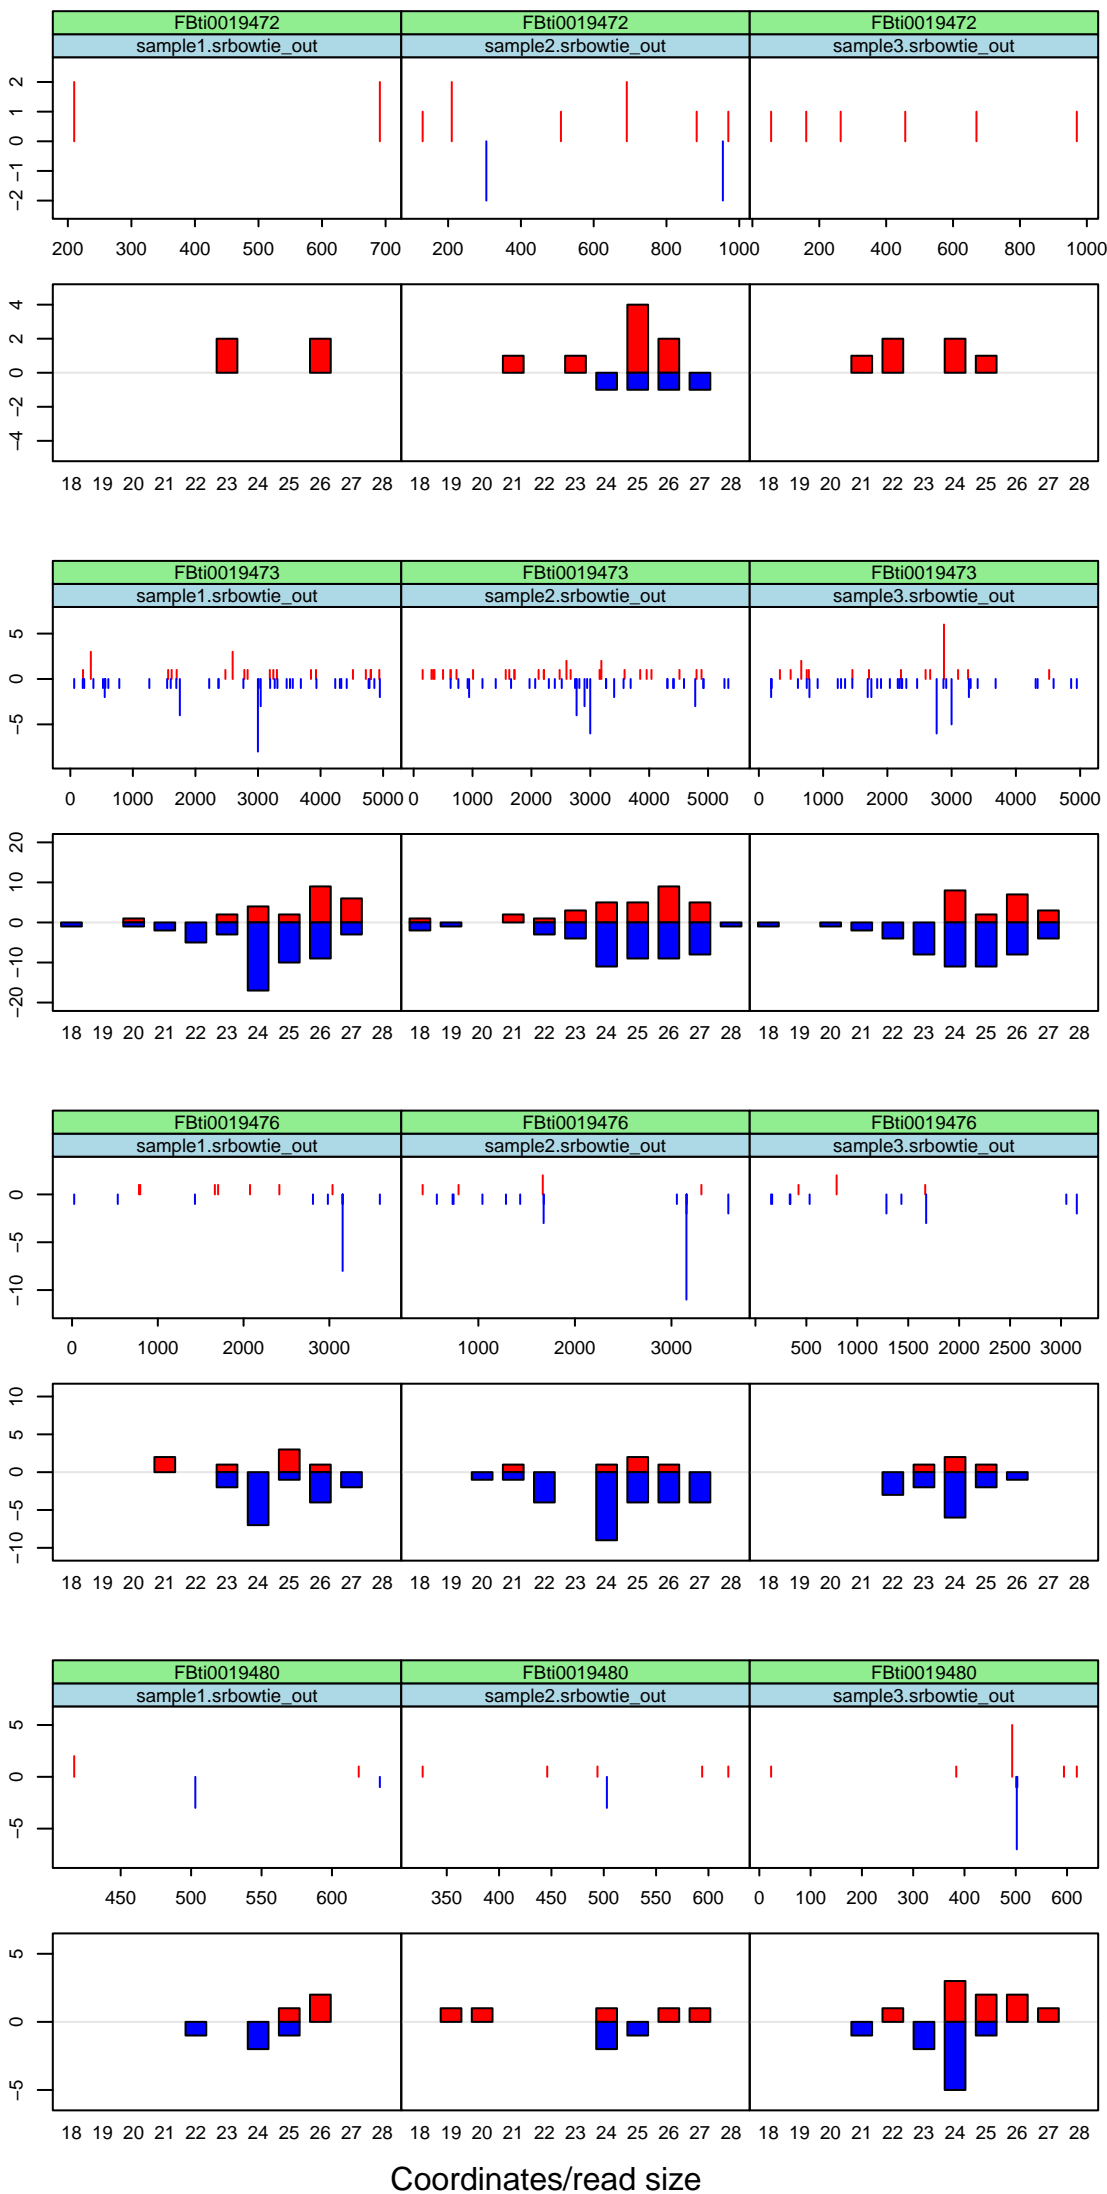 FBti0019472 FBti0019472 FBti0019472
sample1.srbowtie_out sample2.srbowtie_out sample3.srbowtie_out
2
1
0
−1
−2
200 300 400 500 600 700 200 400 600 800 1000 200 400 600 800 1000
4
2
0
−2
−4
18 19 20 21 22 23 24 25 26 27 28 18 19 20 21 22 23 24 25 26 27 28 18 19 20 21 22 23 24 25 26 27 28
FBti0019473 FBti0019473 FBti0019473
sample1.srbowtie_out sample2.srbowtie_out sample3.srbowtie_out
5
0
−5
0 1000 2000 3000 4000 5000 0 1000 2000 3000 4000 5000 0 1000 2000 3000 4000 5000
20
10
0
−10
−20
18 19 20 21 22 23 24 25 26 27 28 18 19 20 21 22 23 24 25 26 27 28 18 19 20 21 22 23 24 25 26 27 28
FBti0019476 FBti0019476 FBti0019476
sample1.srbowtie_out sample2.srbowtie_out sample3.srbowtie_out
0
−5
−10
0 1000 2000 3000 1000 2000 3000 500 1000 1500 2000 2500 3000
10
5
0
−5
−10
18 19 20 21 22 23 24 25 26 27 28 18 19 20 21 22 23 24 25 26 27 28 18 19 20 21 22 23 24 25 26 27 28
FBti0019480 FBti0019480 FBti0019480
sample1.srbowtie_out sample2.srbowtie_out sample3.srbowtie_out
5
0
−5
450 500 550 600 350 400 450 500 550 600 0 100 200 300 400 500 600
5
0
−5
18 19 20 21 22 23 24 25 26 27 28 18 19 20 21 22 23 24 25 26 27 28 18 19 20 21 22 23 24 25 26 27 28
Coordinates/read size